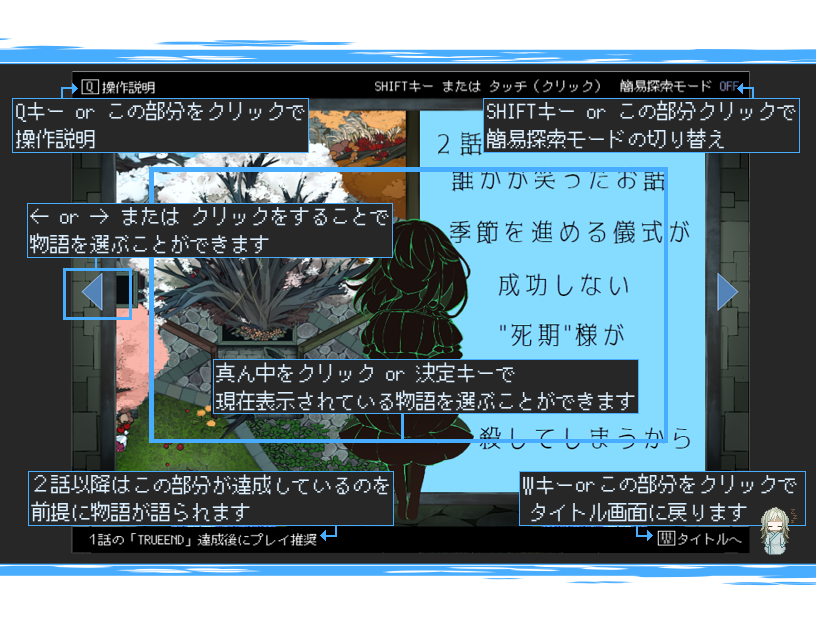 Q操作説明
SHIFTキー または タッチ（クリック） 簡易探索モード OFF
Qキー or この部分をクリックで
操作説明
SHIFTキー or この部分クリックで
簡易探索モードの切り替え
２話
誰かが笑ったお話
← or → または クリックをすることで
物語を選ぶことができます
季節を進める儀式が
成功しない
"死期"様が
真ん中をクリック or 決定キーで
現在表示されている物語を選ぶことができます
殺してしまうから
２話以降はこの部分が達成しているのを
前提に物語が語られます
Wキーorこの部分をクリックで
タイトル画面に戻ります
1話の「TRUEEND」達成後にプレイ推奨
Wタイトルへ